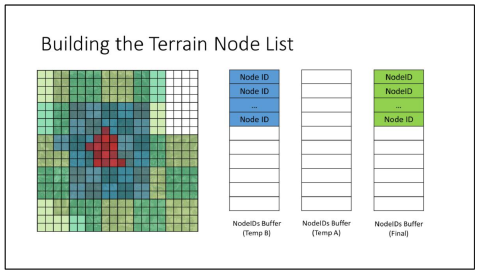 Building the Terrain Node List
Node ID
Node ID
...
Node ID
NodeID
NodeID
...
Node ID
NodeIDs Buffer
(Temp B)
NodeIDs Buffer
(Temp A)
NodeIDs Buffer
(Final)